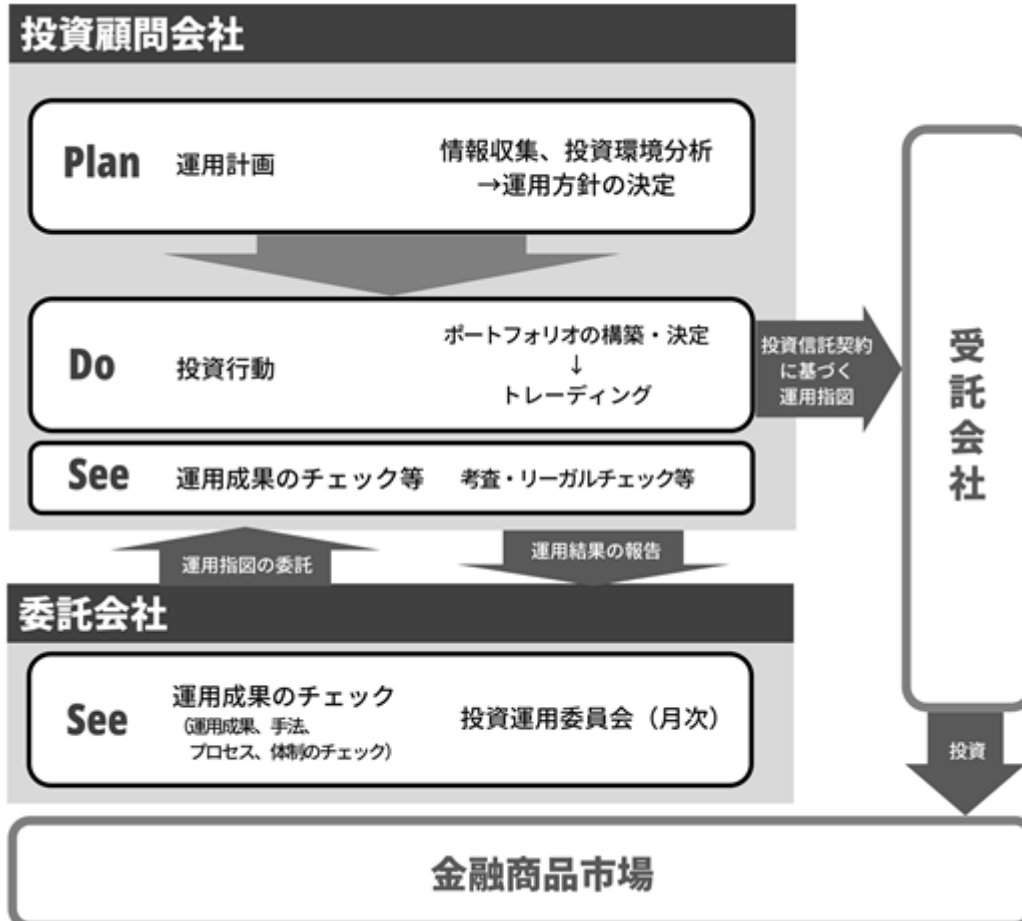 投資顧問会社
Plan 運用計画 情報収集、投資環境分析
→運用方針の決定
Do 投資行動 ポートフォリオの構築・決定
↓
トレーディング
投資信託契約
に基づく
運用指図
See 運用成果のチェック等 考査・リーガルチェック等
運用指図の委託
運用結果の報告
委託会社
See 運用成果のチェック
(運用成果、手法、
プロセス、体制のチェック)
投資運用委員会（月次）
受託会社
投資
金融商品市場